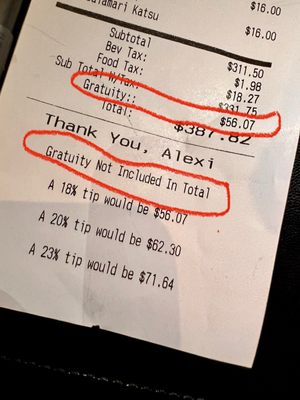 Calamari Katsu $16.00
$16.00
Subtotal $311.50
Bev Tax: $1.98
Food Tax: $18.27
Sub Total W/Tax: $331.75
Gratuity:: $56.07
Total: $387.82
Thank You, Alexi
Gratuity Not Included In Total
A 18% tip would be $56.07
A 20% tip would be $62.30
A 23% tip would be $71.64